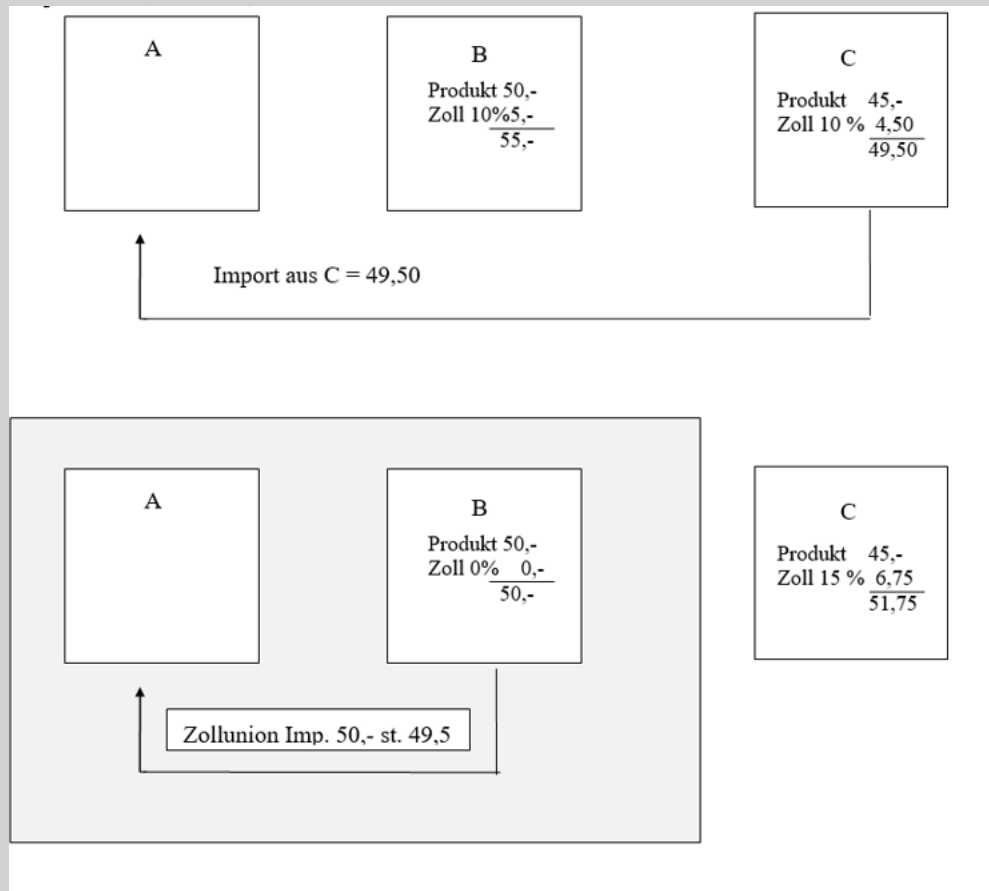 A
B
Produkt 50,-
Zoll 10%5,-
55,-
C
Produkt 45,-
Zoll 10 % 4,50
49,50
Import aus C = 49,50
A
B
Produkt 50,-
Zoll 0% 0,-
50,-
C
Produkt 45,-
Zoll 15 % 6,75
51,75
Zollunion Imp. 50,- st. 49,5